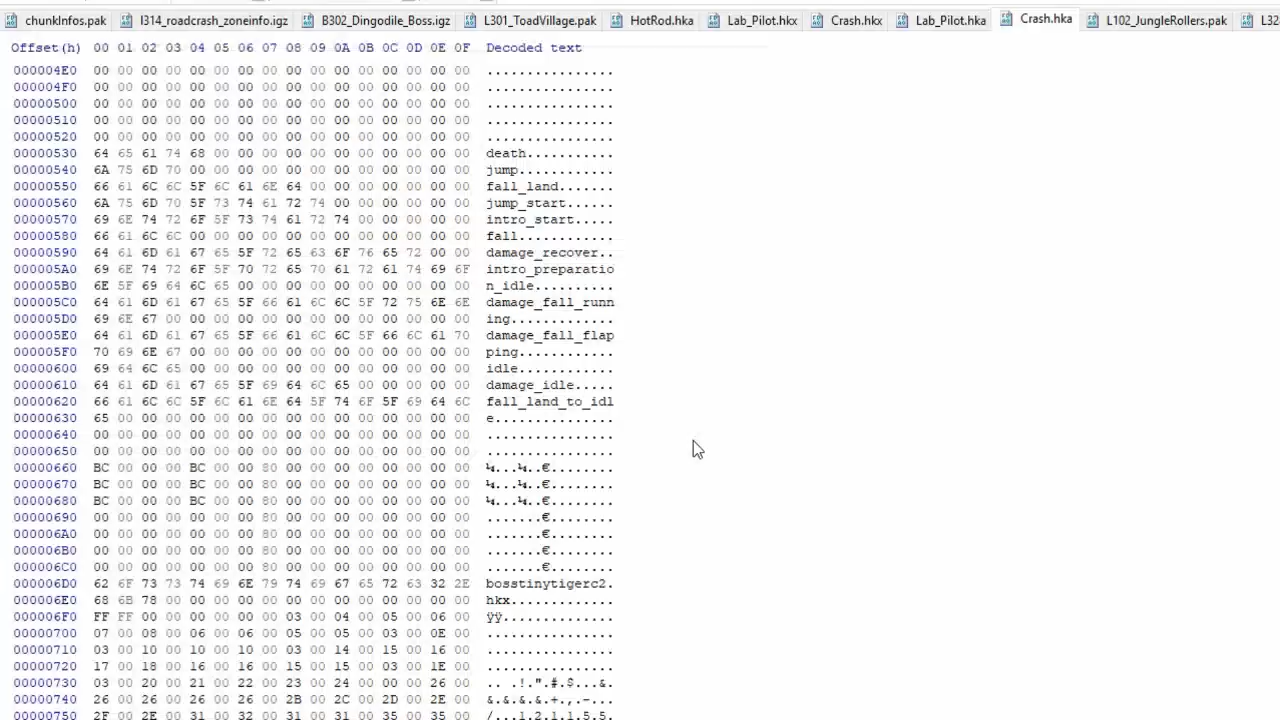 chunkInfos.pak l314_roadcrash_zoneinfo.igz B302_Dingodile_Boss.igz L301_ToadVillage.pak HotRod.hka Lab_Pilot.hkx Crash.hkx Lab_Pilot.hka Crash.hka L102_JungleRollers.pak L32
Offset(h) 00 01 02 03 04 05 06 07 08 09 0A 0B 0C 0D 0E 0F Decoded text
000004E0 00 00 00 00 00 00 00 00 00 00 00 00 00 00 00 00 ................
000004F0 00 00 00 00 00 00 00 00 00 00 00 00 00 00 00 00 ................
00000500 00 00 00 00 00 00 00 00 00 00 00 00 00 00 00 00 ................
00000510 00 00 00 00 00 00 00 00 00 00 00 00 00 00 00 00 ................
00000520 00 00 00 00 00 00 00 00 00 00 00 00 00 00 00 00 ................
00000530 64 65 61 74 68 00 00 00 00 00 00 00 00 00 00 00 death...........
00000540 6A 75 6D 70 00 00 00 00 00 00 00 00 00 00 00 00 jump............
00000550 66 61 6C 6C 5F 6C 61 6E 64 00 00 00 00 00 00 00 fall_land.......
00000560 6A 75 6D 70 5F 73 74 61 72 74 00 00 00 00 00 00 jump_start......
00000570 69 6E 74 72 6F 5F 73 74 61 72 74 00 00 00 00 00 intro_start.....
00000580 66 61 6C 6C 00 00 00 00 00 00 00 00 00 00 00 00 fall............
00000590 64 61 6D 61 67 65 5F 72 65 63 6F 76 65 72 00 00 damage_recover..
000005A0 69 6E 74 72 6F 5F 70 72 65 70 61 72 61 74 69 6F intro_preparatio
000005B0 6E 5F 69 64 6C 65 00 00 00 00 00 00 00 00 00 00 n_idle..........
000005C0 64 61 6D 61 67 65 5F 66 61 6C 6C 5F 72 75 6E 6E damage_fall_runn
000005D0 69 6E 67 00 00 00 00 00 00 00 00 00 00 00 00 00 ing.............
000005E0 64 61 6D 61 67 65 5F 66 61 6C 6C 5F 66 6C 61 70 damage_fall_flap
000005F0 70 69 6E 67 00 00 00 00 00 00 00 00 00 00 00 00 ping............
00000600 69 64 6C 65 00 00 00 00 00 00 00 00 00 00 00 00 idle............
00000610 64 61 6D 61 67 65 5F 69 64 6C 65 00 00 00 00 00 damage_idle.....
00000620 66 61 6C 6C 5F 6C 61 6E 64 5F 74 6F 5F 69 64 6C fall_land_to_idl
00000630 65 00 00 00 00 00 00 00 00 00 00 00 00 00 00 00 e...............
00000640 00 00 00 00 00 00 00 00 00 00 00 00 00 00 00 00 ................
00000650 00 00 00 00 00 00 00 00 00 00 00 00 00 00 00 00 ................
00000660 BC 00 00 00 BC 00 00 80 00 00 00 00 00 00 00 00 ¼...¼..€........
00000670 BC 00 00 00 BC 00 00 80 00 00 00 00 00 00 00 00 ¼...¼..€........
00000680 BC 00 00 00 BC 00 00 80 00 00 00 00 00 00 00 00 ¼...¼..€........
00000690 00 00 00 00 00 00 00 80 00 00 00 00 00 00 00 00 .......€........
000006A0 00 00 00 00 00 00 00 80 00 00 00 00 00 00 00 00 .......€........
000006B0 00 00 00 00 00 00 00 80 00 00 00 00 00 00 00 00 .......€........
000006C0 00 00 00 00 00 00 00 80 00 00 00 00 00 00 00 00 .......€........
000006D0 62 6F 73 73 74 69 6E 79 74 69 67 65 72 63 32 2E bosstinytigerc2.
000006E0 68 6B 78 00 00 00 00 00 00 00 00 00 00 00 00 00 hkx.............
000006F0 FF FF 00 00 00 00 00 00 03 00 04 00 05 00 06 00 ÿÿ..............
00000700 07 00 08 00 06 00 06 00 05 00 05 00 03 00 0E 00 ................
00000710 03 00 10 00 10 00 10 00 03 00 14 00 15 00 16 00 ................
00000720 17 00 18 00 16 00 16 00 15 00 15 00 03 00 1E 00 ................
00000730 03 00 20 00 21 00 22 00 23 00 24 00 00 00 26 00 .. .!.".#.$...&.
00000740 26 00 26 00 26 00 26 00 2B 00 2C 00 2D 00 2E 00 &.&.&.&.+.,.-...
00000750 2F 00 2E 00 31 00 32 00 31 00 31 00 35 00 35 00 /...1.2.1.1.5.5.